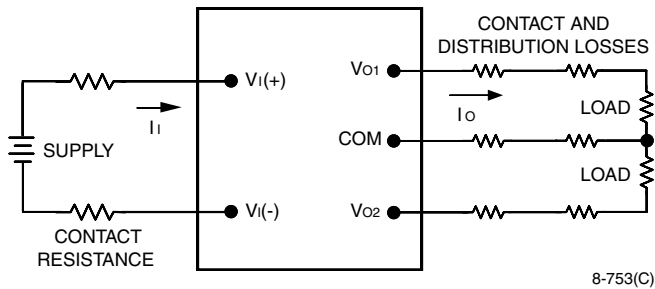 CONTACT AND
DISTRIBUTION LOSSES
VI(+)
VO1
II
IO
LOAD
SUPPLY
COM
LOAD
VI(-)
VO2
CONTACT
RESISTANCE
8-753(C)